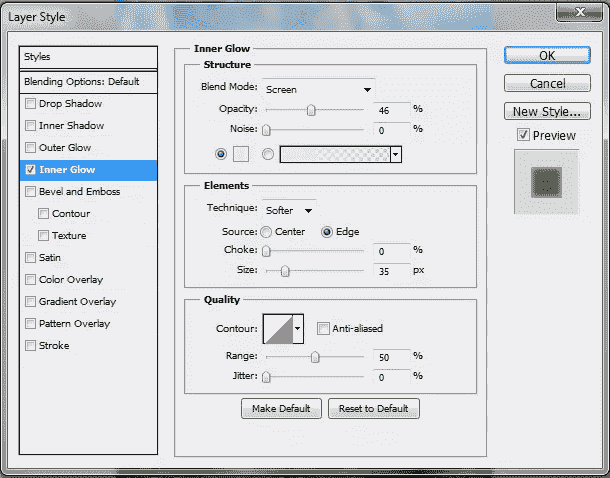 Layer Style
Styles
Blending Options: Default
Drop Shadow
Inner Shadow
Outer Glow
Inner Glow
Bevel and Emboss
Contour
Texture
Satin
Color Overlay
Gradient Overlay
Pattern Overlay
Stroke
Inner Glow
Structure
Blend Mode: Screen
Opacity: 46 %
Noise: 0 %
Elements
Technique: Softer
Source: Center Edge
Choke: 0 %
Size: 35 px
Quality
Contour: Anti-aliased
Range: 50 %
Jitter: 0 %
Make Default Reset to Default
OK
Cancel
New Style...
Preview